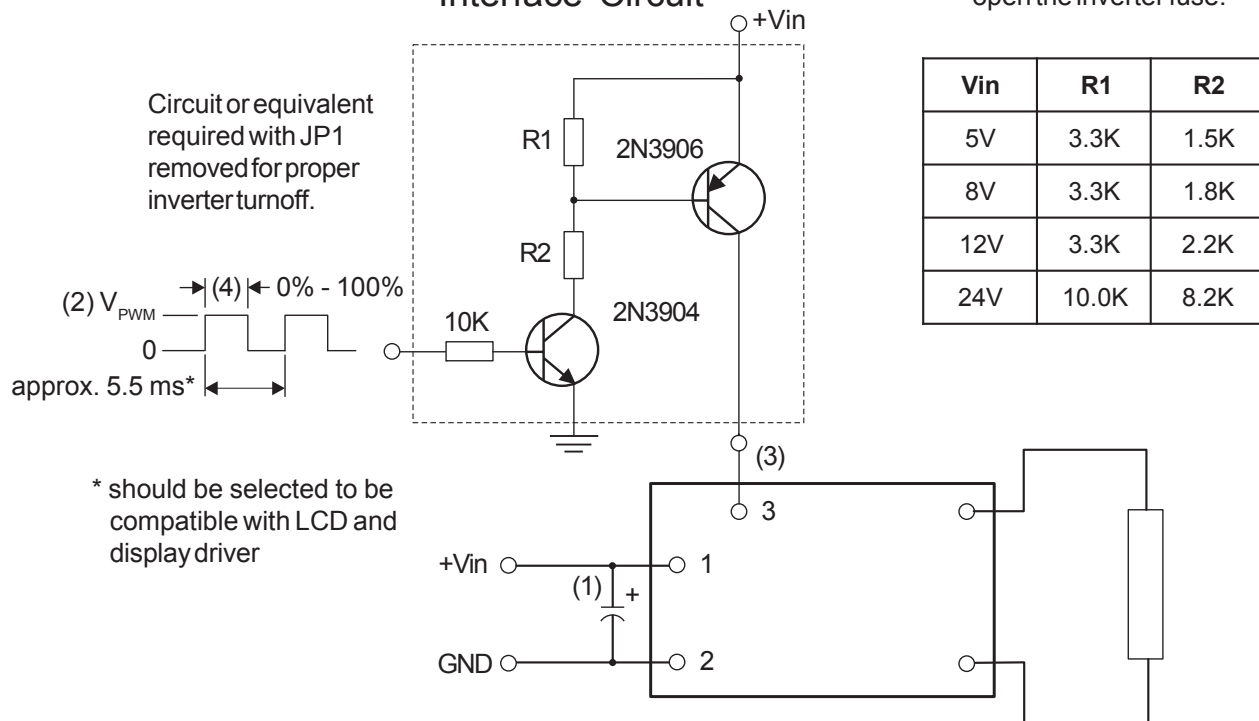 Interface Circuit
open the inverter fuse.
+Vin
Circuit or equivalent
required with JP1
removed for proper
inverter turnoff.
R1
2N3906
R2
2N3904
10K
(2) VPWM
(4)
0% - 100%
0
approx. 5.5 ms*
Vin R1 R2
5V 3.3K 1.5K
8V 3.3K 1.8K
12V 3.3K 2.2K
24V 10.0K 8.2K
* should be selected to be
compatible with LCD and
display driver
(3)
3
+Vin
(1)
+
1
GND
2